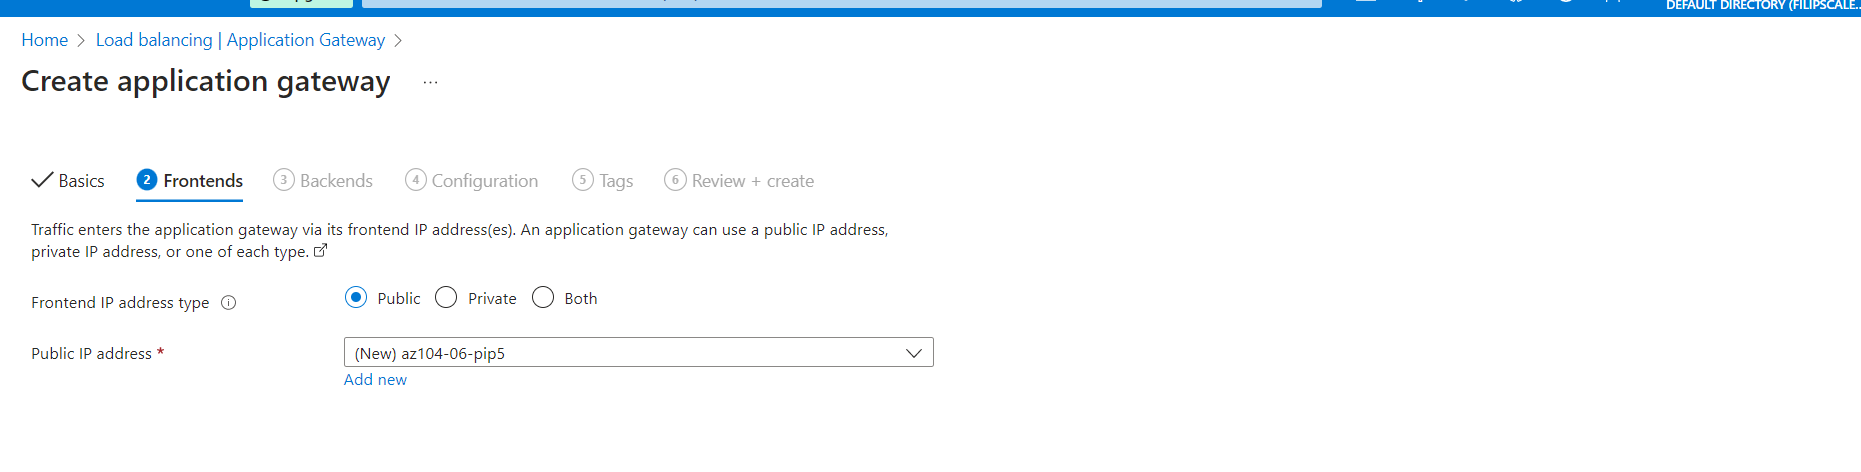 DEFAULT DIRECTORY (FILIPSCALE...
Home > Load balancing | Application Gateway >
Create application gateway ...
Basics 2 Frontends 3 Backends 4 Configuration 5 Tags 6 Review + create
Traffic enters the application gateway via its frontend IP address(es). An application gateway can use a public IP address,
private IP address, or one of each type.
Frontend IP address type Public Private Both
Public IP address * (New) az104-06-pip5
Add new